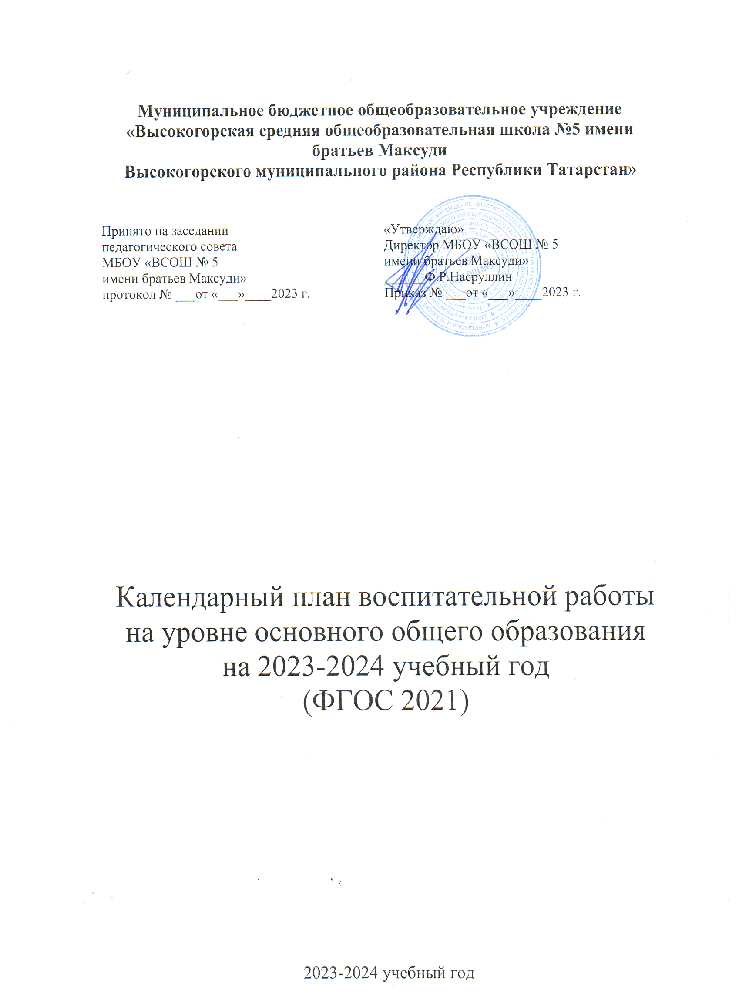 Муниципальное бюджетное общеобразовательное учреждение
«Высокогорская средняя общеобразовательная школа №5 имени
братьев Максуди
Высокогорского муниципального района Республики Татарстан»
Принято на заседании
педагогического совета
МБОУ «ВСОШ № 5
имени братьев Максуди»
протокол № ___от «___»____2023 г.
«Утверждаю»
Директор МБОУ «ВСОШ № 5
имени братьев Максуди»
______Ф.Р.Насруллин
Приказ № ___от «___»____2023 г.
Календарный план воспитательной работы
на уровне основного общего образования
на 2023-2024 учебный год
(ФГОС 2021)
2023-2024 учебный год